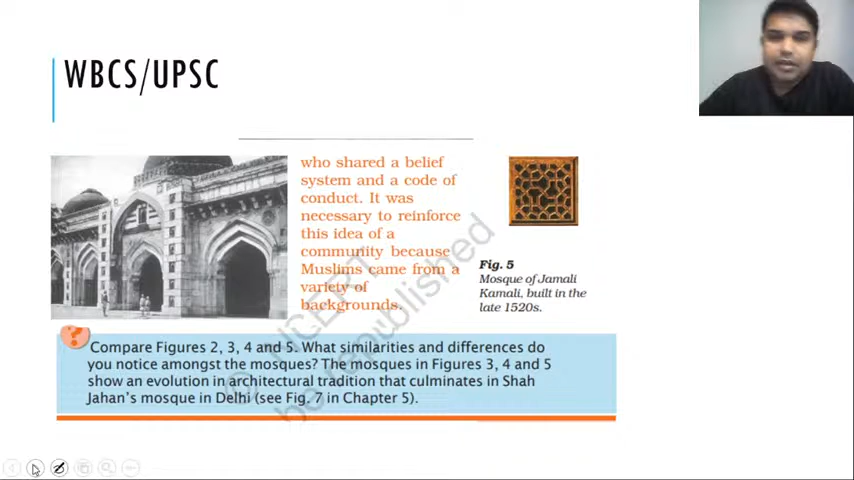 WBCS/UPSC
who shared a belief
system and a code of
conduct. It was
necessary to reinforce
this idea of a
community because
Muslims came from a
variety of
backgrounds.
Fig. 5
Mosque of Jamali
Kamali, built in the
late 1520s.
?
Compare Figures 2, 3, 4 and 5. What similarities and differences do
you notice amongst the mosques? The mosques in Figures 3, 4 and 5
show an evolution in architectural tradition that culminates in Shah
Jahan's mosque in Delhi (see Fig. 7 in Chapter 5).
© NCERT
be republished